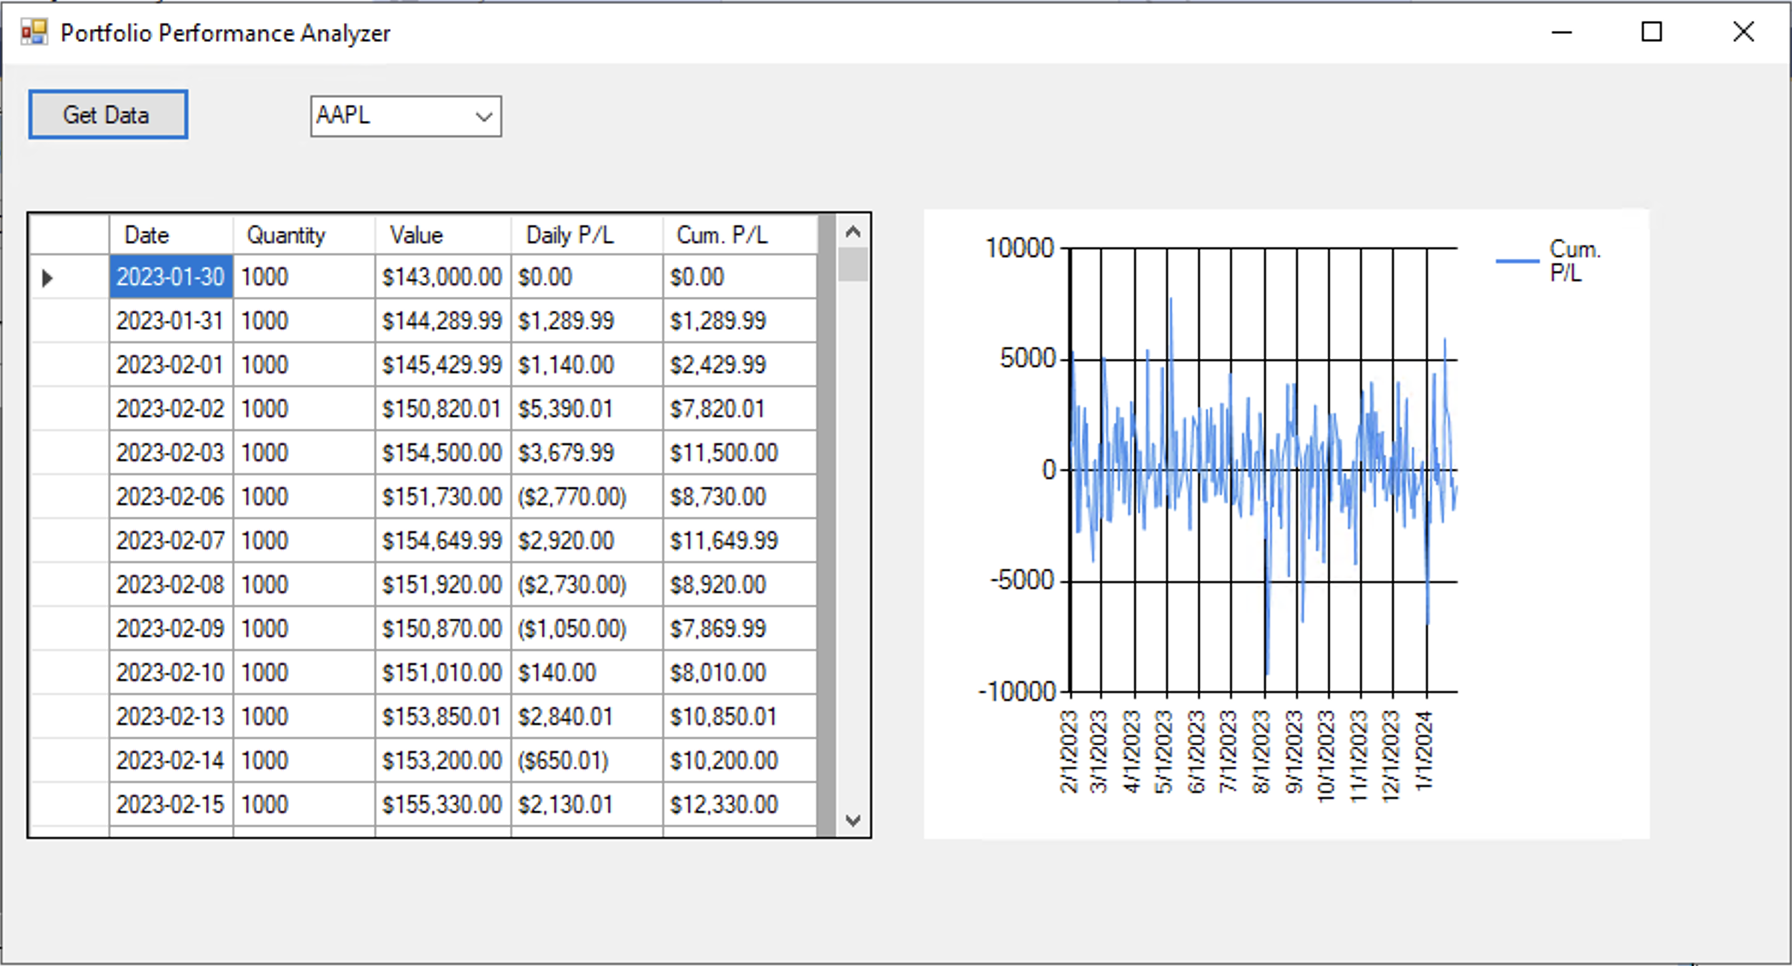 Portfolio Performance Analyzer
Get Data
AAPL
Date Quantity Value Daily P/L Cum. P/L
2023-01-30 1000 $143,000.00 $0.00 $0.00
2023-01-31 1000 $144,289.99 $1,289.99 $1,289.99
2023-02-01 1000 $145,429.99 $1,140.00 $2,429.99
2023-02-02 1000 $150,820.01 $5,390.01 $7,820.01
2023-02-03 1000 $154,500.00 $3,679.99 $11,500.00
2023-02-06 1000 $151,730.00 ($2,770.00) $8,730.00
2023-02-07 1000 $154,649.99 $2,920.00 $11,649.99
2023-02-08 1000 $151,920.00 ($2,730.00) $8,920.00
2023-02-09 1000 $150,870.00 ($1,050.00) $7,869.99
2023-02-10 1000 $151,010.00 $140.00 $8,010.00
2023-02-13 1000 $153,850.01 $2,840.01 $10,850.01
2023-02-14 1000 $153,200.00 ($650.01) $10,200.00
2023-02-15 1000 $155,330.00 $2,130.01 $12,330.00
10000
5000
0
-5000
-10000
2/1/2023
3/1/2023
4/1/2023
5/1/2023
6/1/2023
7/1/2023
8/1/2023
9/1/2023
10/1/2023
11/1/2023
12/1/2023
1/1/2024
Cum.
P/L